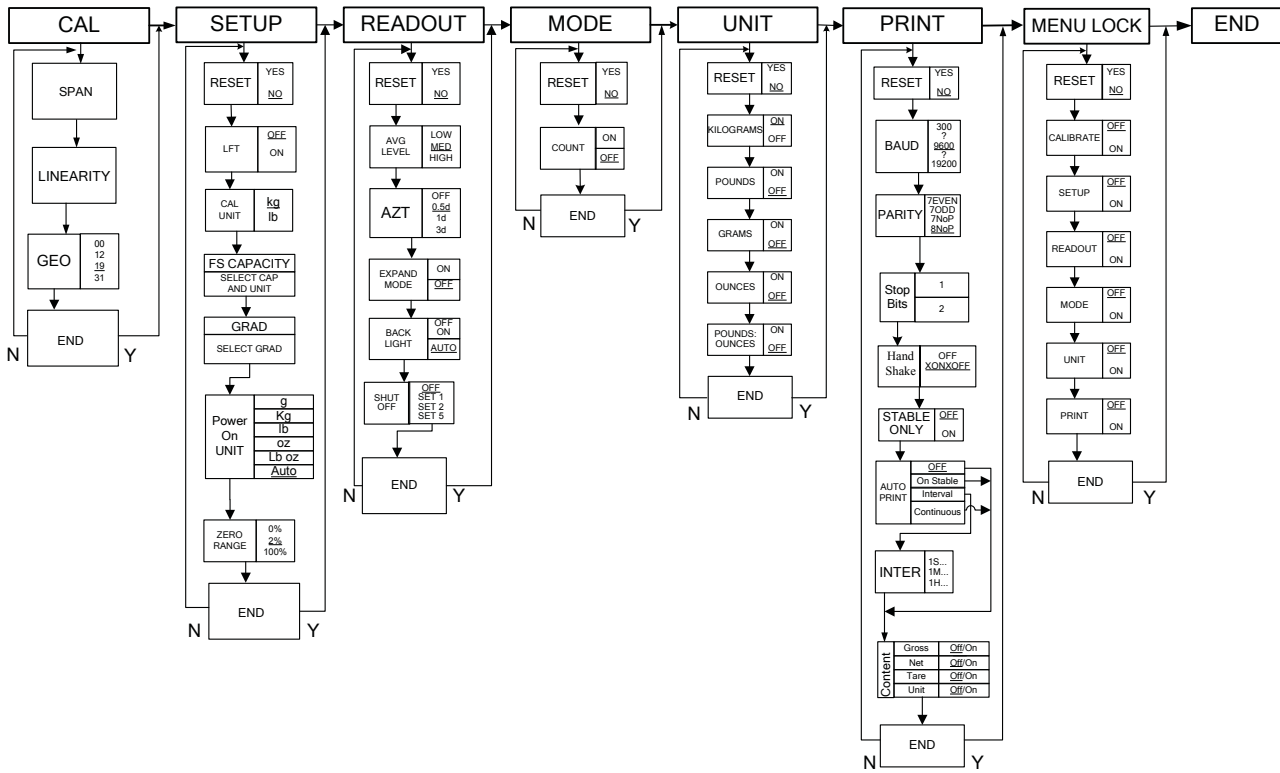 CAL
SPAN
LINEARITY
GEO
00
12
19
31
END
N
Y
SETUP
RESET
YES
NO
LFT
OFF
ON
CAL
UNIT
kg
lb
FS CAPACITY
SELECT CAP
AND UNIT
GRAD
SELECT GRAD
Power
On
UNIT
g
Kg
lb
oz
Lb oz
Auto
ZERO
RANGE
0%
2%
100%
END
N
Y
READOUT
RESET
YES
NO
AVG
LEVEL
LOW
MED
HIGH
AZT
OFF
0.5d
1d
3d
EXPAND
MODE
ON
OFF
BACK
LIGHT
OFF
ON
AUTO
SHUT
OFF
OFF
SET 1
SET 2
SET 5
END
N
Y
MODE
RESET
YES
NO
COUNT
ON
OFF
END
N
Y
UNIT
RESET
YES
NO
KILOGRAMS
ON
OFF
POUNDS
ON
OFF
GRAMS
ON
OFF
OUNCES
ON
OFF
POUNDS:
OUNCES
ON
OFF
END
N
Y
PRINT
RESET
YES
NO
BAUD
300
?
9600
?
19200
PARITY
7EVEN
7ODD
7NoP
8NoP
Stop
Bits
1
2
Hand
Shake
OFF
XONXOFF
STABLE
ONLY
OFF
ON
AUTO
PRINT
OFF
On Stable
Interval
Continuous
INTER
1S...
1M...
1H...
Content
Gross
Off/On
Net
Off/On
Tare
Off/On
Unit
Off/On
END
N
Y
MENU LOCK
RESET
YES
NO
CALIBRATE
OFF
ON
SETUP
OFF
ON
READOUT
OFF
ON
MODE
OFF
ON
UNIT
OFF
ON
PRINT
OFF
ON
END
N
Y
END